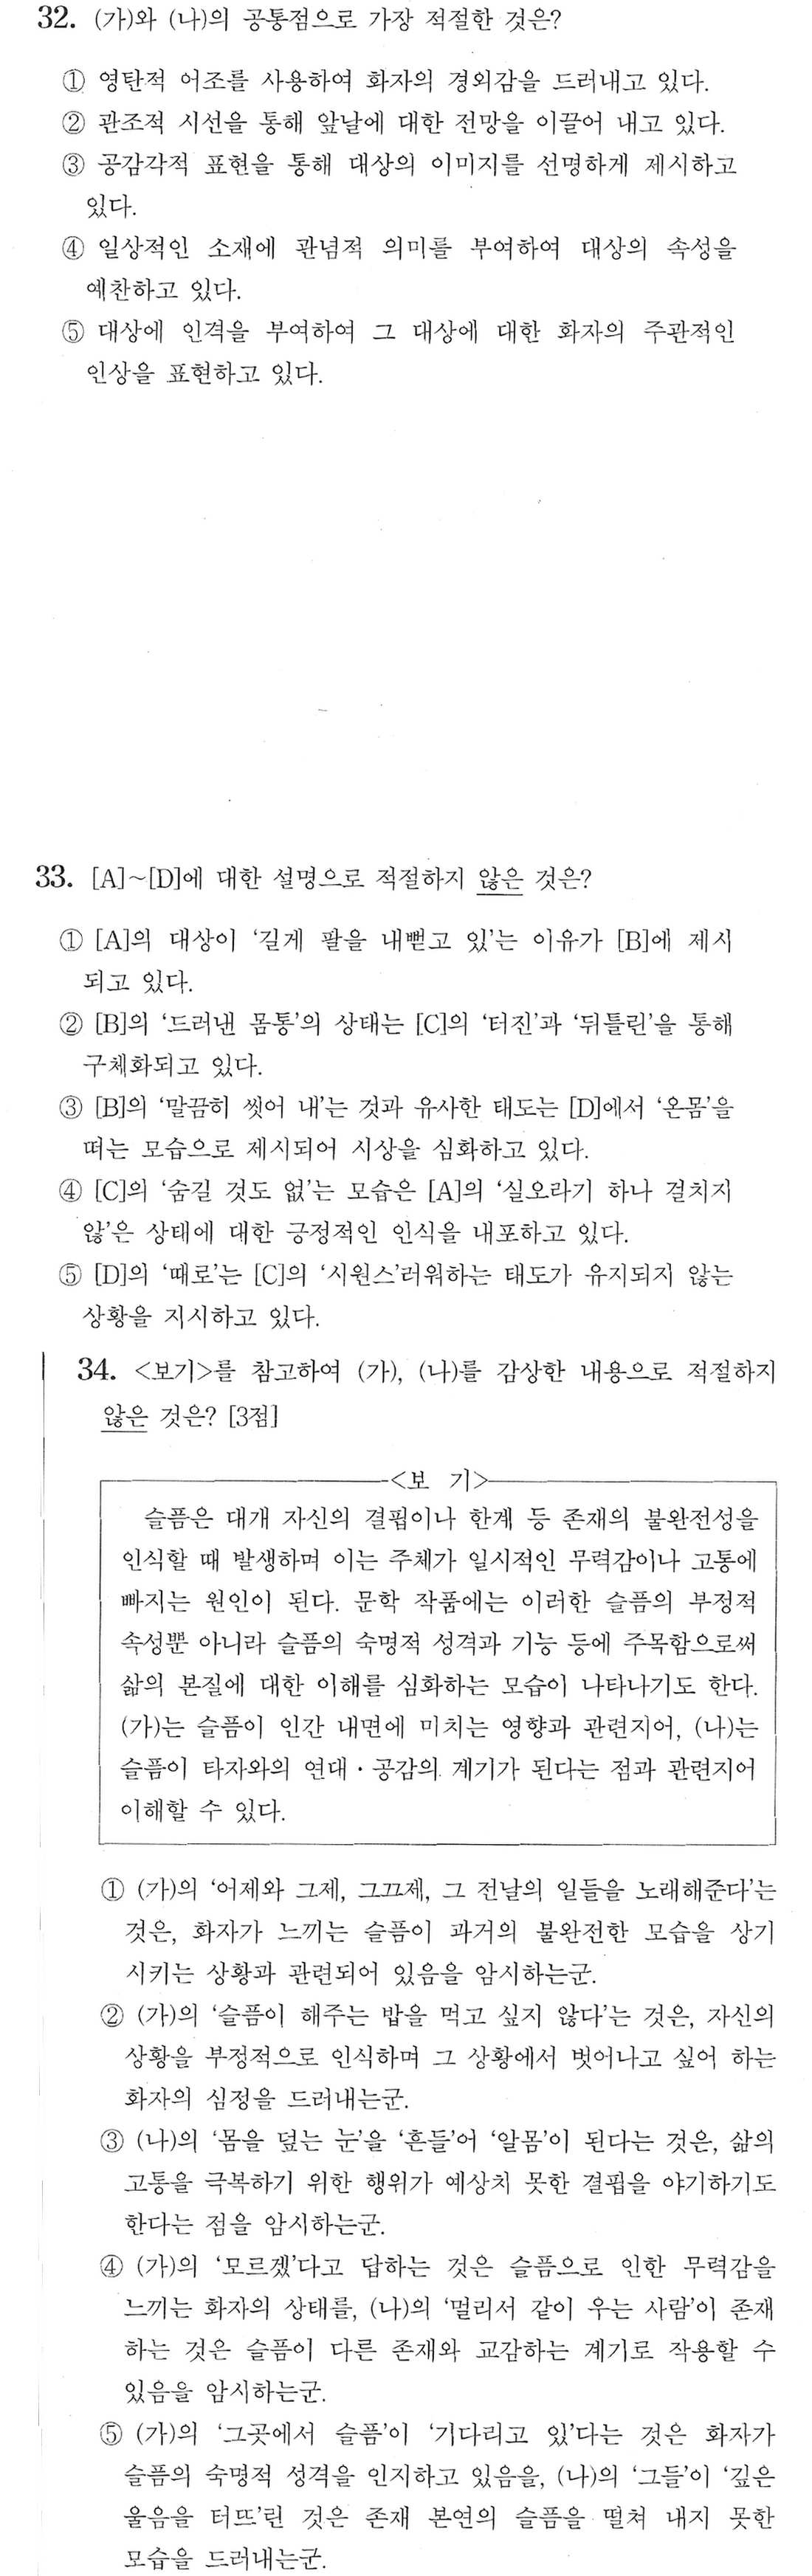 32. (가)와 (나)의 공통점으로 가장 적절한 것은?
① 영탄적 어조를 사용하여 화자의 경외감을 드러내고 있다.
② 관조적 시선을 통해 앞날에 대한 전망을 이끌어 내고 있다.
③ 공감각적 표현을 통해 대상의 이미지를 선명하게 제시하고
있다.
④ 일상적인 소재에 관념적 의미를 부여하여 대상의 속성을
예찬하고 있다.
⑤ 대상에 인격을 부여하여 그 대상에 대한 화자의 주관적인
인상을 표현하고 있다.
33. [A]~[D]에 대한 설명으로 적절하지 않은 것은?
① [A]의 대상이 ‘길게 팔을 내뻗고 있’는 이유가 [B]에 제시
되고 있다.
② [B]의 ‘드러낸 몸통’의 상태는 [C]의 ‘터진’과 ‘뒤틀린’을 통해
구체화되고 있다.
③ [B]의 ‘말끔히 씻어 내’는 것과 유사한 태도는 [D]에서 ‘온몸’을
떠는 모습으로 제시되어 시상을 심화하고 있다.
④ [C]의 ‘숨길 것도 없’는 모습은 [A]의 ‘실오라기 하나 걸치지
않’은 상태에 대한 긍정적인 인식을 내포하고 있다.
⑤ [D]의 ‘때로’는 [C]의 ‘시원스’러워하는 태도가 유지되지 않는
상황을 지시하고 있다.
34. <보기>를 참고하여 (가), (나)를 감상한 내용으로 적절하지
않은 것은? [3점]
<보 기>
슬픔은 대개 자신의 결핍이나 한계 등 존재의 불완전성을
인식할 때 발생하며 이는 주체가 일시적인 무력감이나 고통에
빠지는 원인이 된다. 문학 작품에는 이러한 슬픔의 부정적
속성뿐 아니라 슬픔의 숙명적 성격과 기능 등에 주목함으로써
삶의 본질에 대한 이해를 심화하는 모습이 나타나기도 한다.
(가)는 슬픔이 인간 내면에 미치는 영향과 관련지어, (나)는
슬픔이 타자와의 연대·공감의 계기가 된다는 점과 관련지어
이해할 수 있다.
① (가)의 ‘어제와 그제, 그끄제, 그 전날의 일들을 노래해준다’는
것은, 화자가 느끼는 슬픔이 과거의 불완전한 모습을 상기
시키는 상황과 관련되어 있음을 암시하는군.
② (가)의 ‘슬픔이 해주는 밥을 먹고 싶지 않다’는 것은, 자신의
상황을 부정적으로 인식하며 그 상황에서 벗어나고 싶어 하는
화자의 심정을 드러내는군.
③ (나)의 ‘몸을 덮는 눈’을 ‘흔들’어 ‘알몸’이 된다는 것은, 삶의
고통을 극복하기 위한 행위가 예상치 못한 결핍을 야기하기도
한다는 점을 암시하는군.
④ (가)의 ‘모르겠’다고 답하는 것은 슬픔으로 인한 무력감을
느끼는 화자의 상태를, (나)의 ‘멀리서 같이 우는 사람’이 존재
하는 것은 슬픔이 다른 존재와 교감하는 계기로 작용할 수
있음을 암시하는군.
⑤ (가)의 ‘그곳에서 슬픔’이 ‘기다리고 있’다는 것은 화자가
슬픔의 숙명적 성격을 인지하고 있음을, (나)의 ‘그들’이 ‘깊은
울음을 터뜨’린 것은 존재 본연의 슬픔을 떨쳐 내지 못한
모습을 드러내는군.